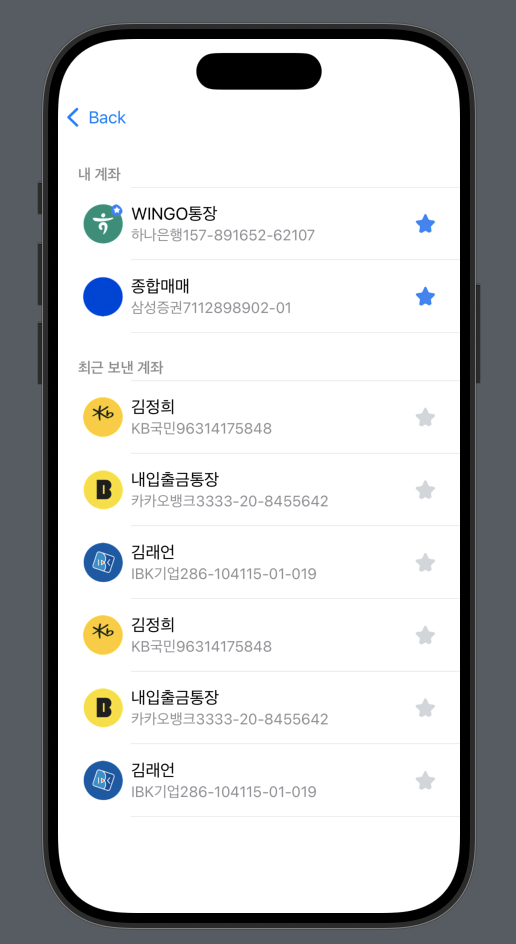 Back
내 계좌
WINGO통장
하나은행157-891652-62107
종합매매
삼성증권7112898902-01
최근 보낸 계좌
김정희
KB국민96314175848
내입출금통장
카카오뱅크3333-20-8455642
김래언
IBK기업286-104115-01-019
김정희
KB국민96314175848
내입출금통장
카카오뱅크3333-20-8455642
김래언
IBK기업286-104115-01-019